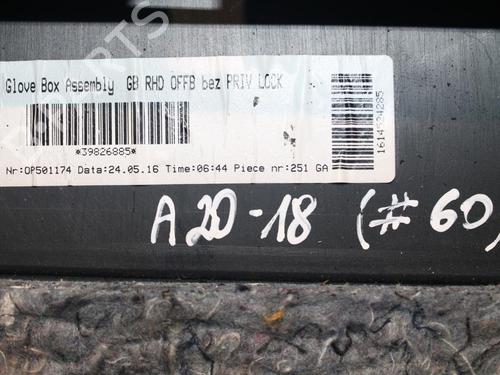 Glove Box Assembly GB RHD OFFB bez PRIV LOCK
*39826885*
Nr:OP501174 Data:24.05.16 Time:06:44 Piece nr:251 GA
A20-18 (#60)